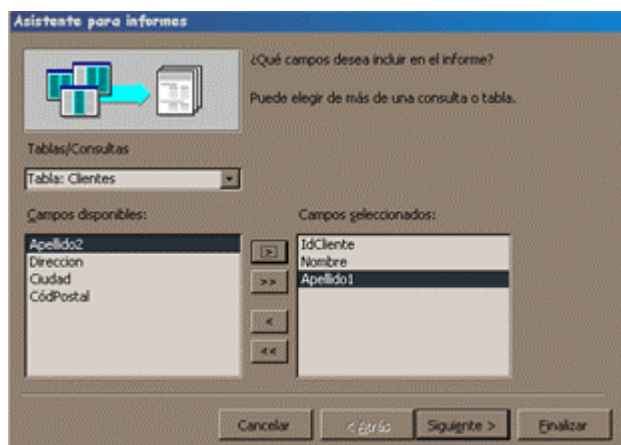 Asistente para informes
¿Qué campos desea incluir en el informe?
Puede elegir de más de una consulta o tabla.
Tablas/Consultas
Tabla: Clientes
Campos disponibles:
Campos seleccionados:
Apellido2
Direccion
Ciudad
CódPostal
>
>>
<
<<
IdCliente
Nombre
Apellido1
Cancelar
< Atrás
Siguiente >
Finalizar